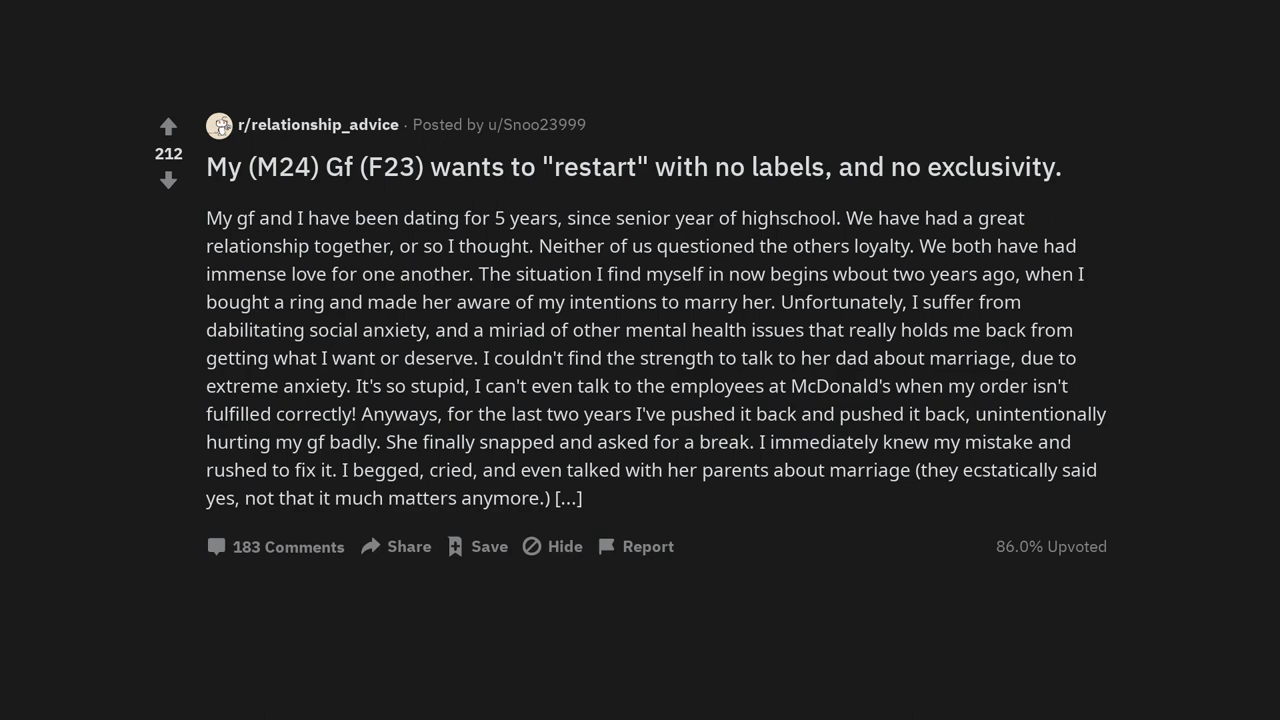 r/relationship_advice · Posted by u/Snoo23999
212
My (M24) Gf (F23) wants to "restart" with no labels, and no exclusivity.
My gf and I have been dating for 5 years, since senior year of highschool. We have had a great
relationship together, or so I thought. Neither of us questioned the others loyalty. We both have had
immense love for one another. The situation I find myself in now begins wbout two years ago, when I
bought a ring and made her aware of my intentions to marry her. Unfortunately, I suffer from
dabilitating social anxiety, and a miriad of other mental health issues that really holds me back from
getting what I want or deserve. I couldn't find the strength to talk to her dad about marriage, due to
extreme anxiety. It's so stupid, I can't even talk to the employees at McDonald's when my order isn't
fulfilled correctly! Anyways, for the last two years I've pushed it back and pushed it back, unintentionally
hurting my gf badly. She finally snapped and asked for a break. I immediately knew my mistake and
rushed to fix it. I begged, cried, and even talked with her parents about marriage (they ecstatically said
yes, not that it much matters anymore.) [...]
183 Comments Share Save Hide Report 86.0% Upvoted